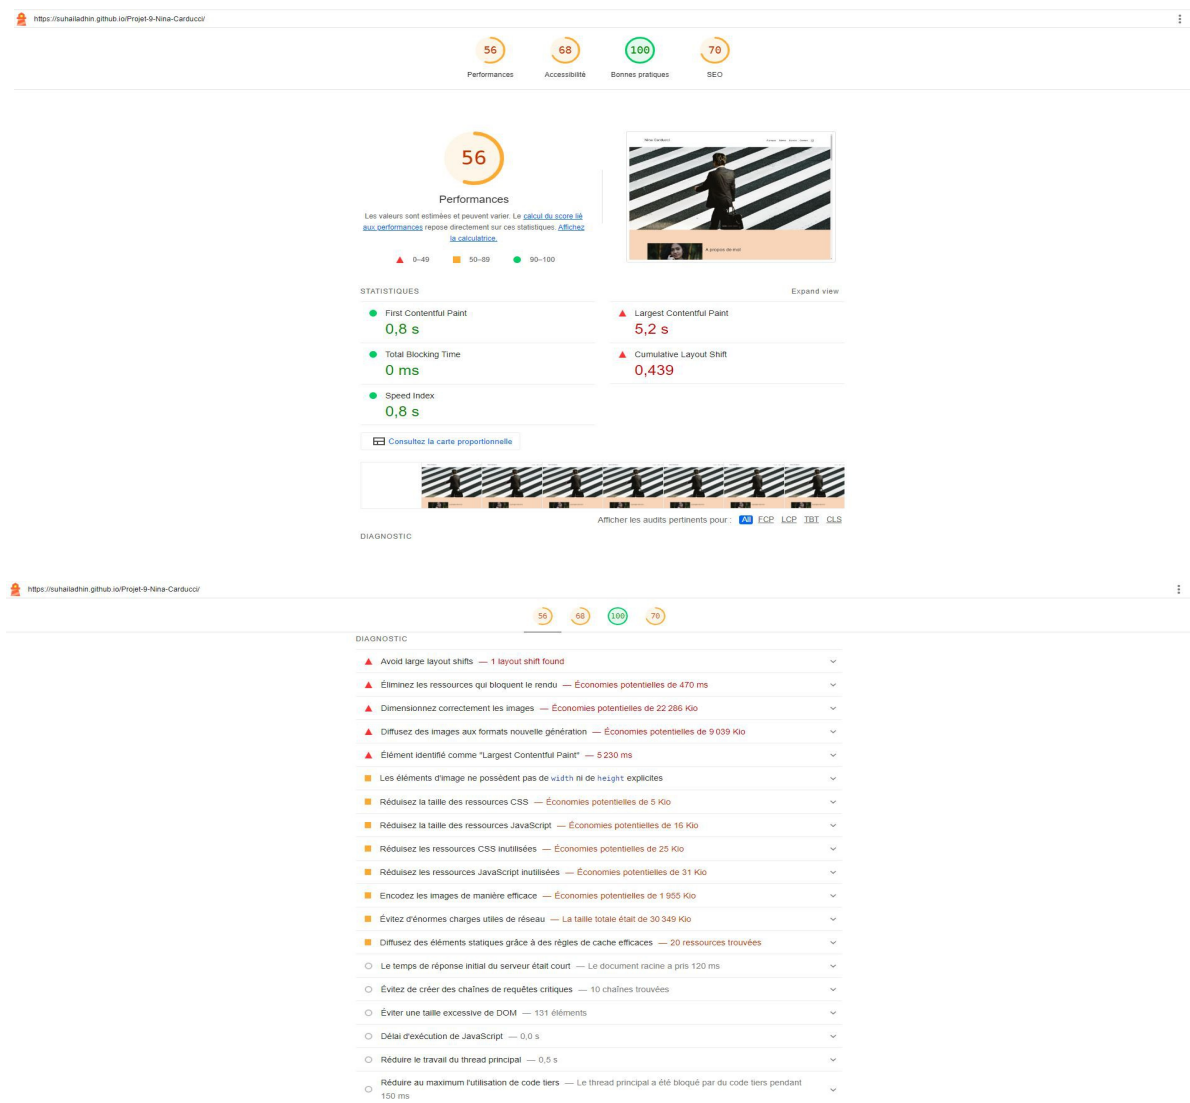 https://suhailadhin.github.io/Projet-9-Nina-Carducci/
56 68 100 70
Performances Accessibilité Bonnes pratiques SEO
56
Performances
Les valeurs sont estimées et peuvent varier. Le calcul du score lié
aux performances repose directement sur ces statistiques. Affichez
la calculatrice.
0–49 50–89 90–100
Nina Carducci
A propos de moi
STATISTIQUES Expand view
First Contentful Paint
0,8 s
Largest Contentful Paint
5,2 s
Total Blocking Time
0 ms
Cumulative Layout Shift
0,439
Speed Index
0,8 s
Consultez la carte proportionnelle
Afficher les audits pertinents pour : All FCP LCP TBT CLS
DIAGNOSTIC
https://suhailadhin.github.io/Projet-9-Nina-Carducci/
56 68 100 70
DIAGNOSTIC
Avoid large layout shifts — 1 layout shift found
Éliminez les ressources qui bloquent le rendu — Économies potentielles de 470 ms
Dimensionnez correctement les images — Économies potentielles de 22 286 Kio
Diffusez des images aux formats nouvelle génération — Économies potentielles de 9 039 Kio
Élément identifié comme "Largest Contentful Paint" — 5 230 ms
Les éléments d'image ne possèdent pas de width ni de height explicites
Réduisez la taille des ressources CSS — Économies potentielles de 5 Kio
Réduisez la taille des ressources JavaScript — Économies potentielles de 16 Kio
Réduisez les ressources CSS inutilisées — Économies potentielles de 25 Kio
Réduisez les ressources JavaScript inutilisées — Économies potentielles de 31 Kio
Encodez les images de manière efficace — Économies potentielles de 1 955 Kio
Évitez d'énormes charges utiles de réseau — La taille totale était de 30 349 Kio
Diffusez des éléments statiques grâce à des règles de cache efficaces — 20 ressources trouvées
Le temps de réponse initial du serveur était court — Le document racine a pris 120 ms
Évitez de créer des chaînes de requêtes critiques — 10 chaînes trouvées
Éviter une taille excessive de DOM — 131 éléments
Délai d'exécution de JavaScript — 0,0 s
Réduire le travail du thread principal — 0,5 s
Réduire au maximum l'utilisation de code tiers — Le thread principal a été bloqué par du code tiers pendant
150 ms